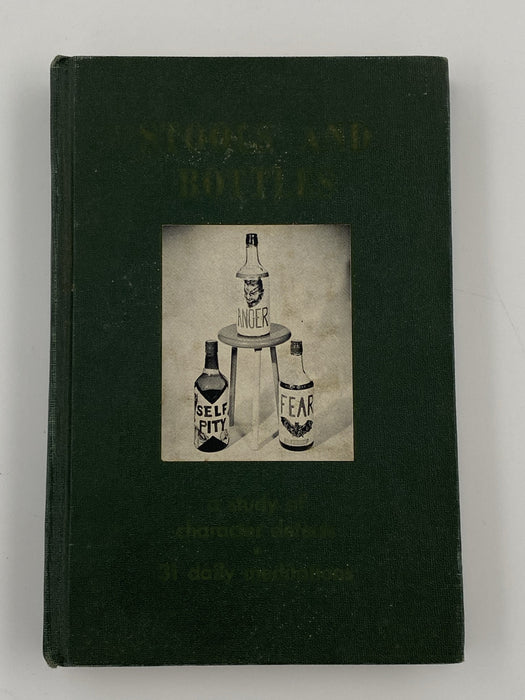 STOOLS AND
BOTTLES
ANGER
SELF
PITY
FEAR
a study of
character defects
31 daily meditations